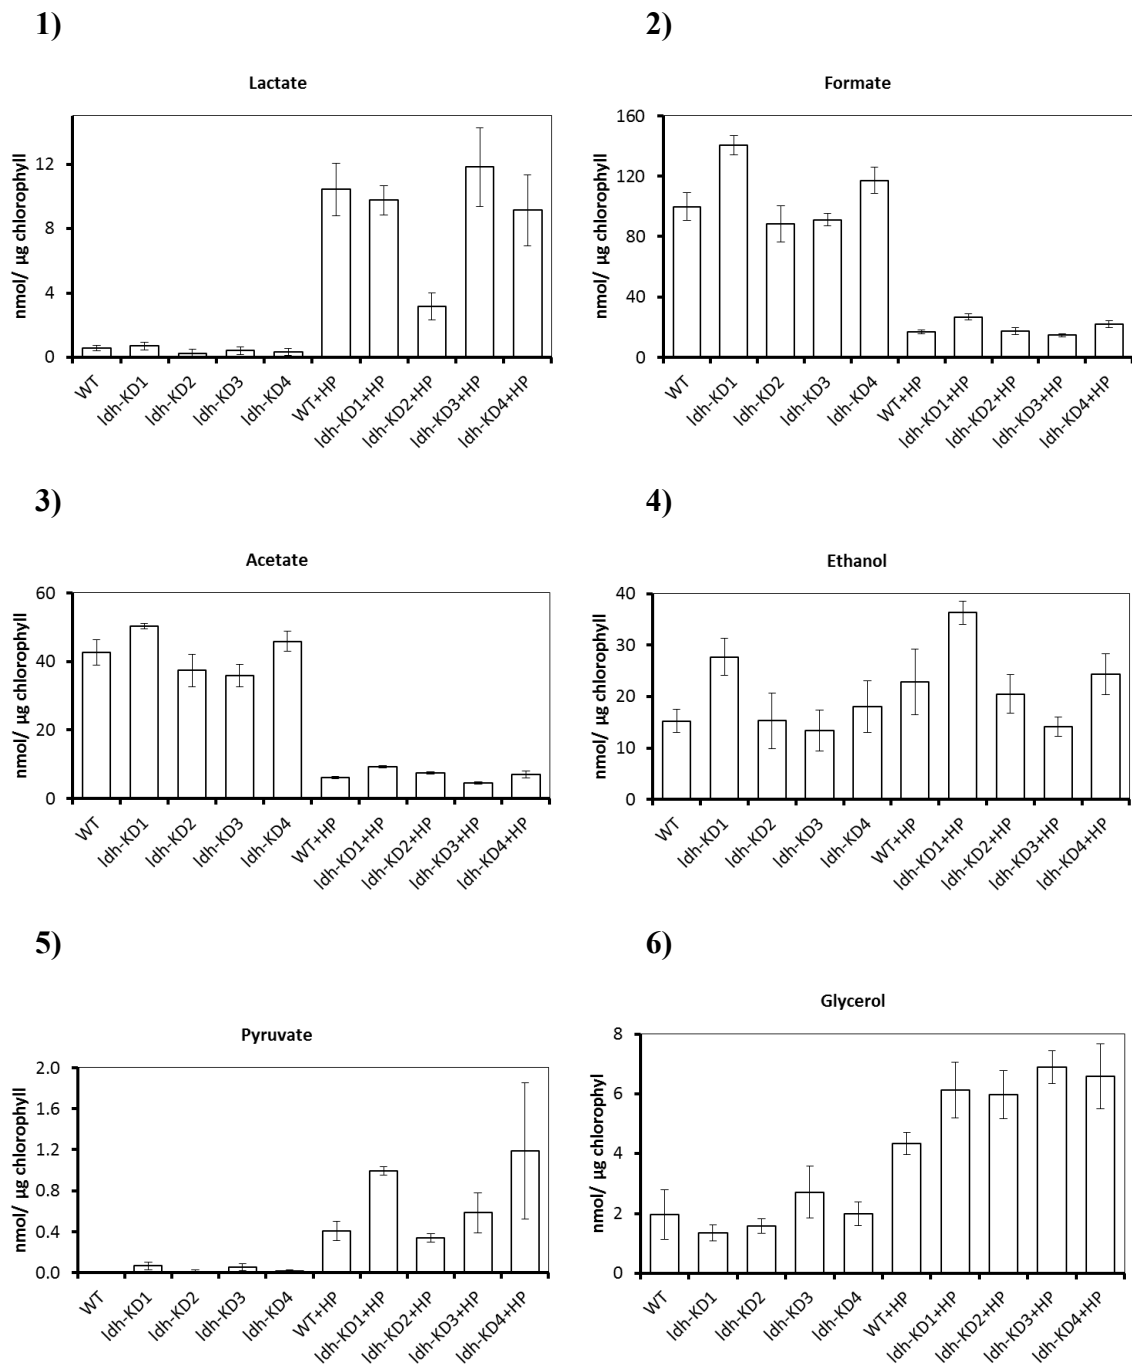 1)
Lactate
nmol/ µg chlorophyll
12
8
4
0
WT
ldh-KD1
ldh-KD2
ldh-KD3
ldh-KD4
WT+HP
ldh-KD1+HP
ldh-KD2+HP
ldh-KD3+HP
ldh-KD4+HP
2)
Formate
nmol/ µg chlorophyll
160
120
80
40
0
WT
ldh-KD1
ldh-KD2
ldh-KD3
ldh-KD4
WT+HP
ldh-KD1+HP
ldh-KD2+HP
ldh-KD3+HP
ldh-KD4+HP
3)
Acetate
nmol/ µg chlorophyll
60
40
20
0
WT
ldh-KD1
ldh-KD2
ldh-KD3
ldh-KD4
WT+HP
ldh-KD1+HP
ldh-KD2+HP
ldh-KD3+HP
ldh-KD4+HP
4)
Ethanol
nmol/ µg chlorophyll
40
30
20
10
0
WT
ldh-KD1
ldh-KD2
ldh-KD3
ldh-KD4
WT+HP
ldh-KD1+HP
ldh-KD2+HP
ldh-KD3+HP
ldh-KD4+HP
5)
Pyruvate
nmol/ µg chlorophyll
2.0
1.6
1.2
0.8
0.4
0.0
WT
ldh-KD1
ldh-KD2
ldh-KD3
ldh-KD4
WT+HP
ldh-KD1+HP
ldh-KD2+HP
ldh-KD3+HP
ldh-KD4+HP
6)
Glycerol
nmol/ µg chlorophyl
8
6
4
2
0
WT
ldh-KD1
ldh-KD2
ldh-KD3
ldh-KD4
WT+HP
ldh-KD1+HP
ldh-KD2+HP
ldh-KD3+HP
ldh-KD4+HP